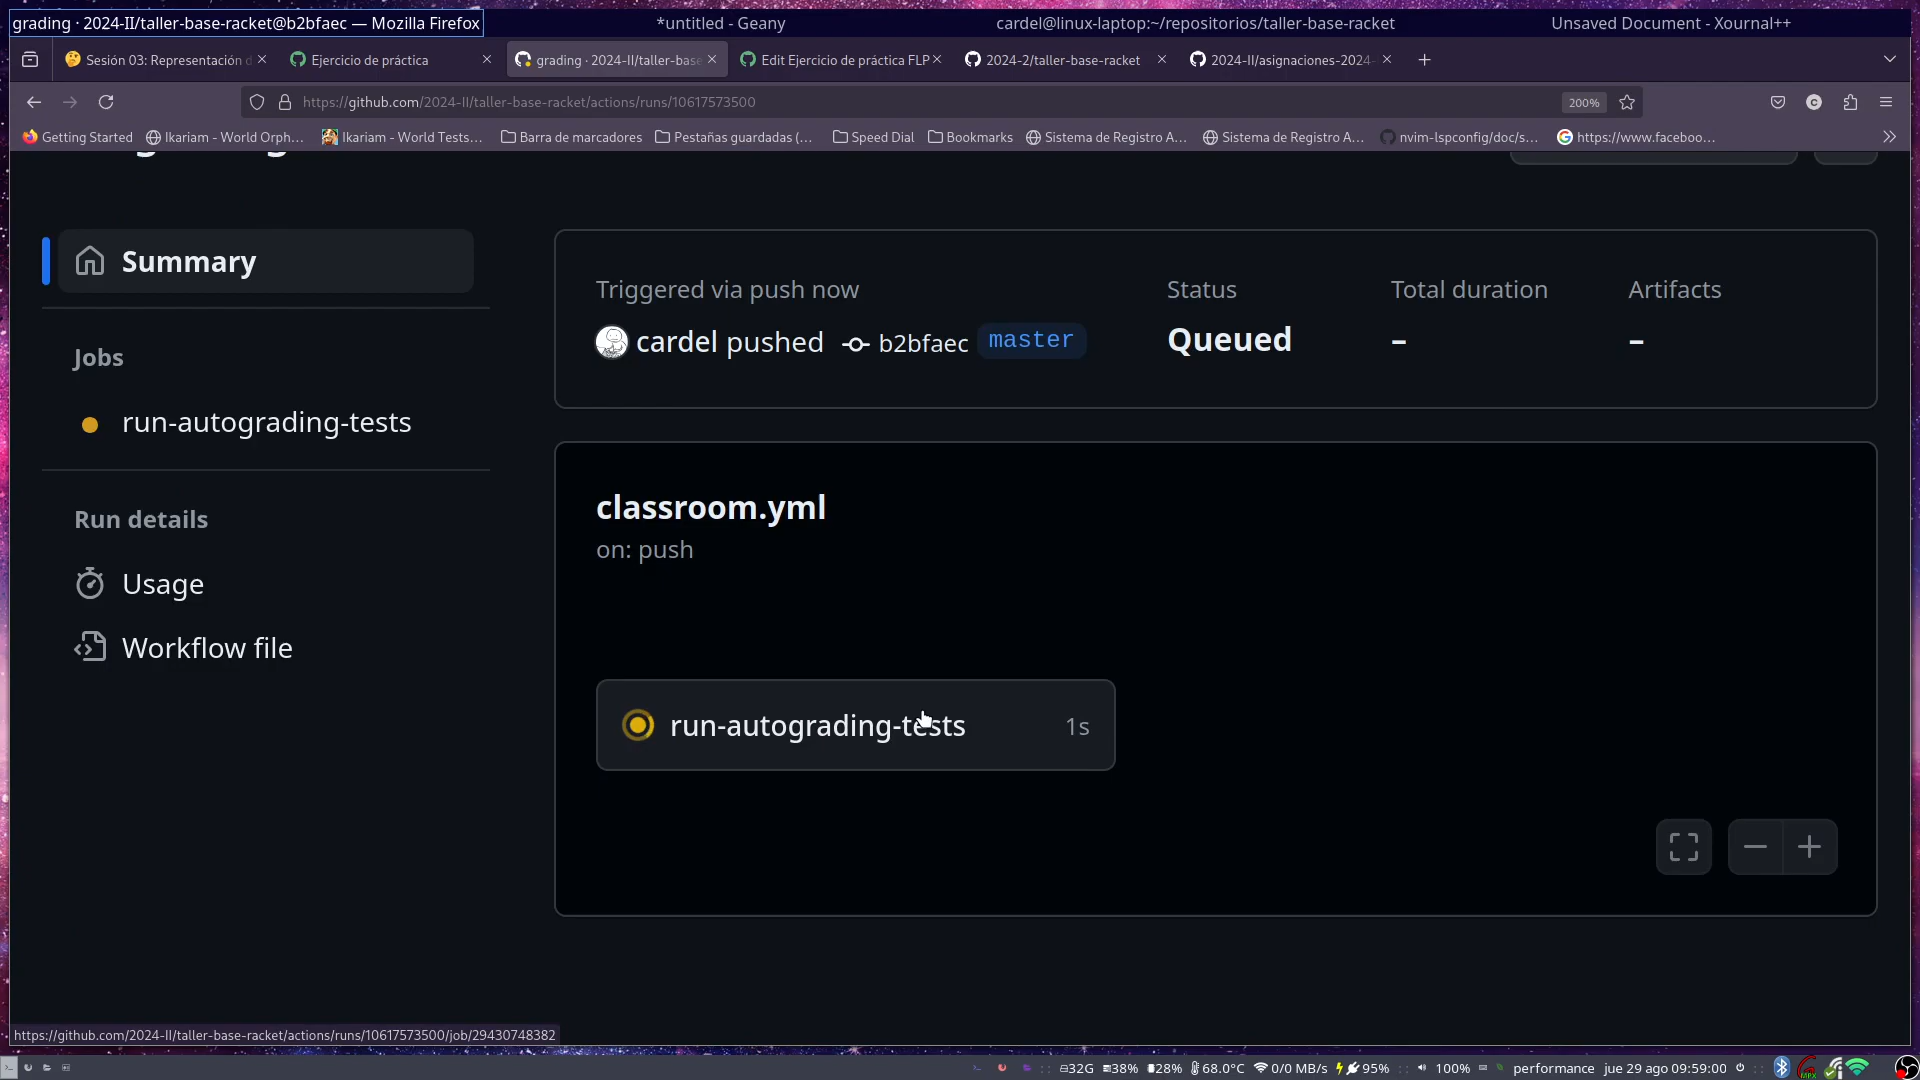 grading · 2024-II/taller-base-racket@b2bfaec — Mozilla Firefox
*untitled - Geany
cardel@linux-laptop:~/repositorios/taller-base-racket
Unsaved Document - Xournal++
Sesión 03: Representación d
Ejercicio de práctica
grading · 2024-II/taller-base
Edit Ejercicio de práctica FLP
2024-2/taller-base-racket
2024-II/asignaciones-2024-
https://github.com/2024-II/taller-base-racket/actions/runs/10617573500
200%
Getting Started
Ikariam - World Orph...
Ikariam - World Tests...
Barra de marcadores
Pestañas guardadas (...
Speed Dial
Bookmarks
Sistema de Registro A...
Sistema de Registro A...
nvim-lspconfig/doc/s...
https://www.faceboo...
Summary
Jobs
run-autograding-tests
Run details
Usage
Workflow file
Triggered via push now
cardel pushed b2bfaec master
Status
Queued
Total duration
–
Artifacts
–
classroom.yml
on: push
run-autograding-tests
1s
https://github.com/2024-II/taller-base-racket/actions/runs/10617573500/job/29430748382
32G 38% 28% 68.0°C 0/0 MB/s 95% 100% performance jue 29 ago 09:59:00